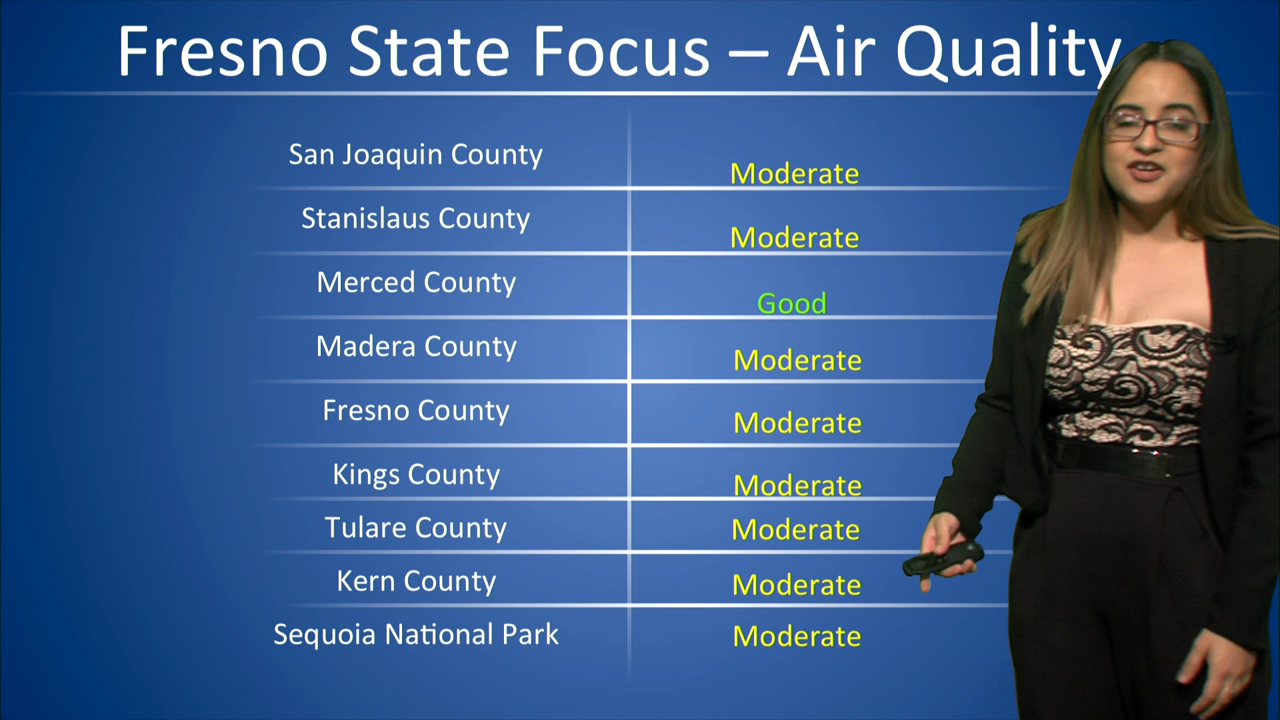 Fresno State Focus – Air Quality
San Joaquin County
Moderate
Stanislaus County
Moderate
Merced County
Good
Madera County
Moderate
Fresno County
Moderate
Kings County
Moderate
Tulare County
Moderate
Kern County
Moderate
Sequoia National Park
Moderate